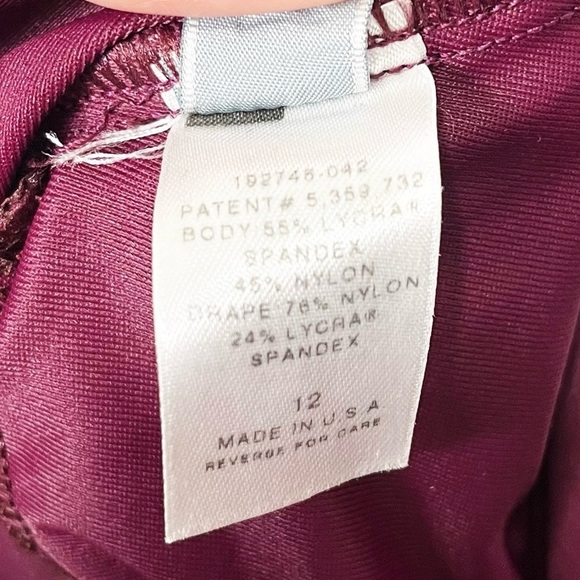 192748-042
PATENT# 5,359,732
BODY 55% LYCRA®
SPANDEX
45% NYLON
DRAPE 76% NYLON
24% LYCRA®
SPANDEX
12
MADE IN U.S.A
REVERSE FOR CARE